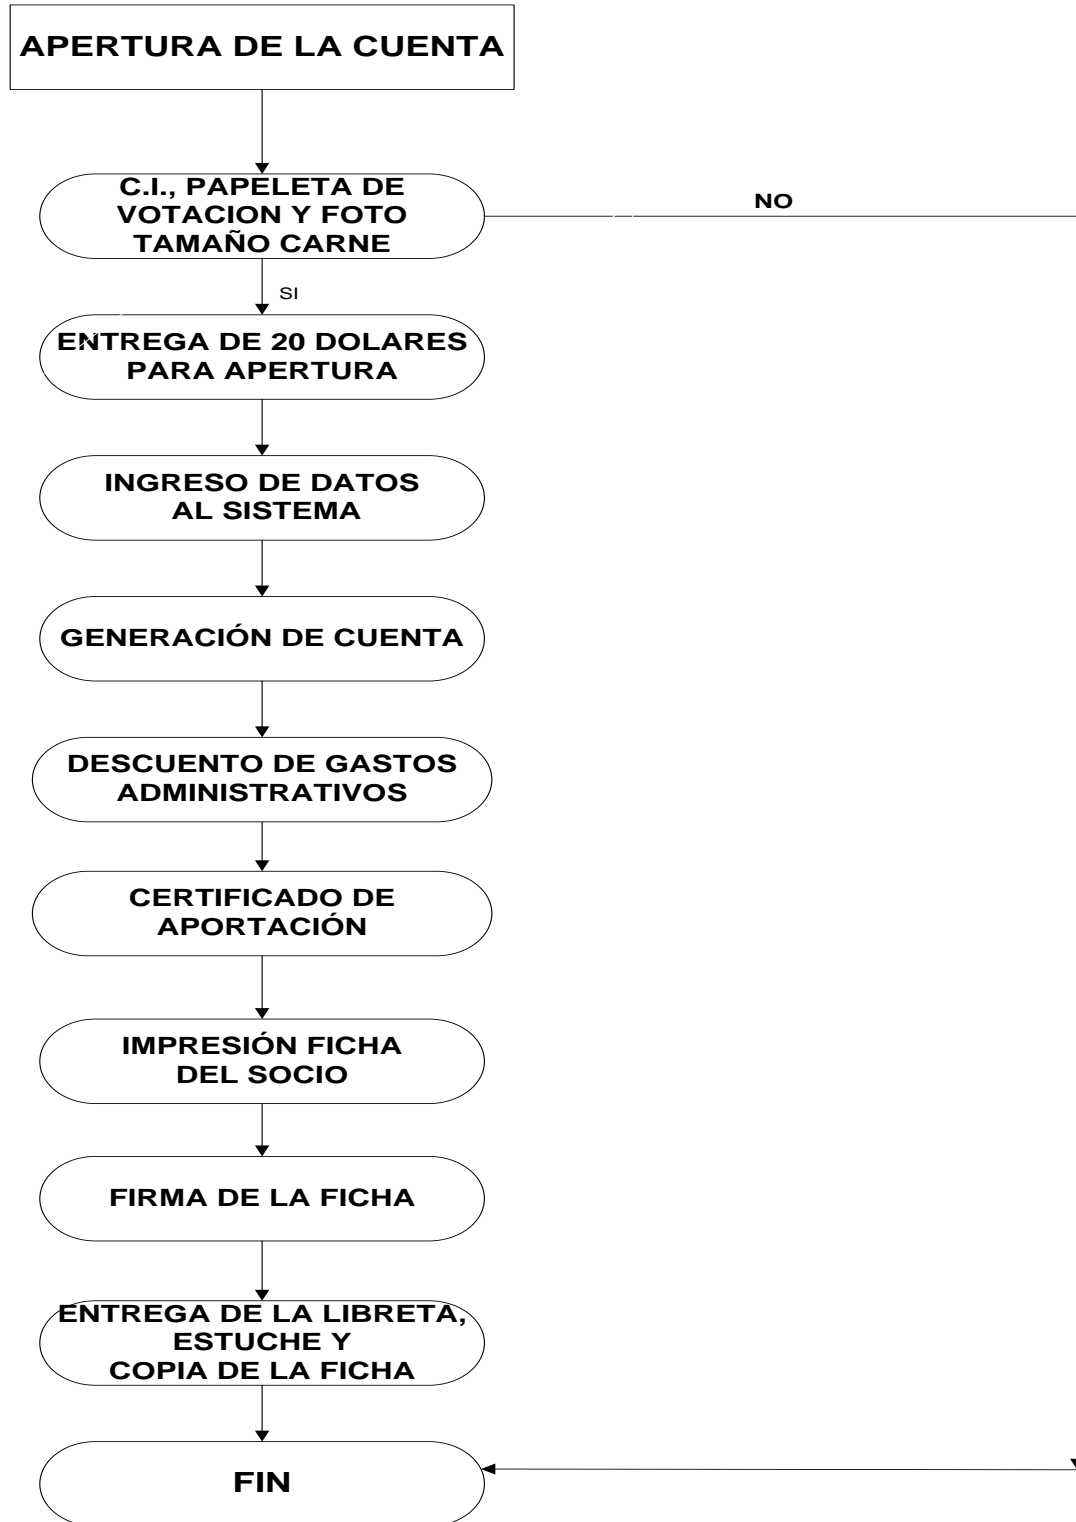 APERTURA DE LA CUENTA
C.I., PAPELETA DE
VOTACION Y FOTO
TAMAÑO CARNE
NO
SI
ENTREGA DE 20 DOLARES
PARA APERTURA
INGRESO DE DATOS
AL SISTEMA
GENERACIÓN DE CUENTA
DESCUENTO DE GASTOS
ADMINISTRATIVOS
CERTIFICADO DE
APORTACIÓN
IMPRESIÓN FICHA
DEL SOCIO
FIRMA DE LA FICHA
ENTREGA DE LA LIBRETA,
ESTUCHE Y
COPIA DE LA FICHA
FIN